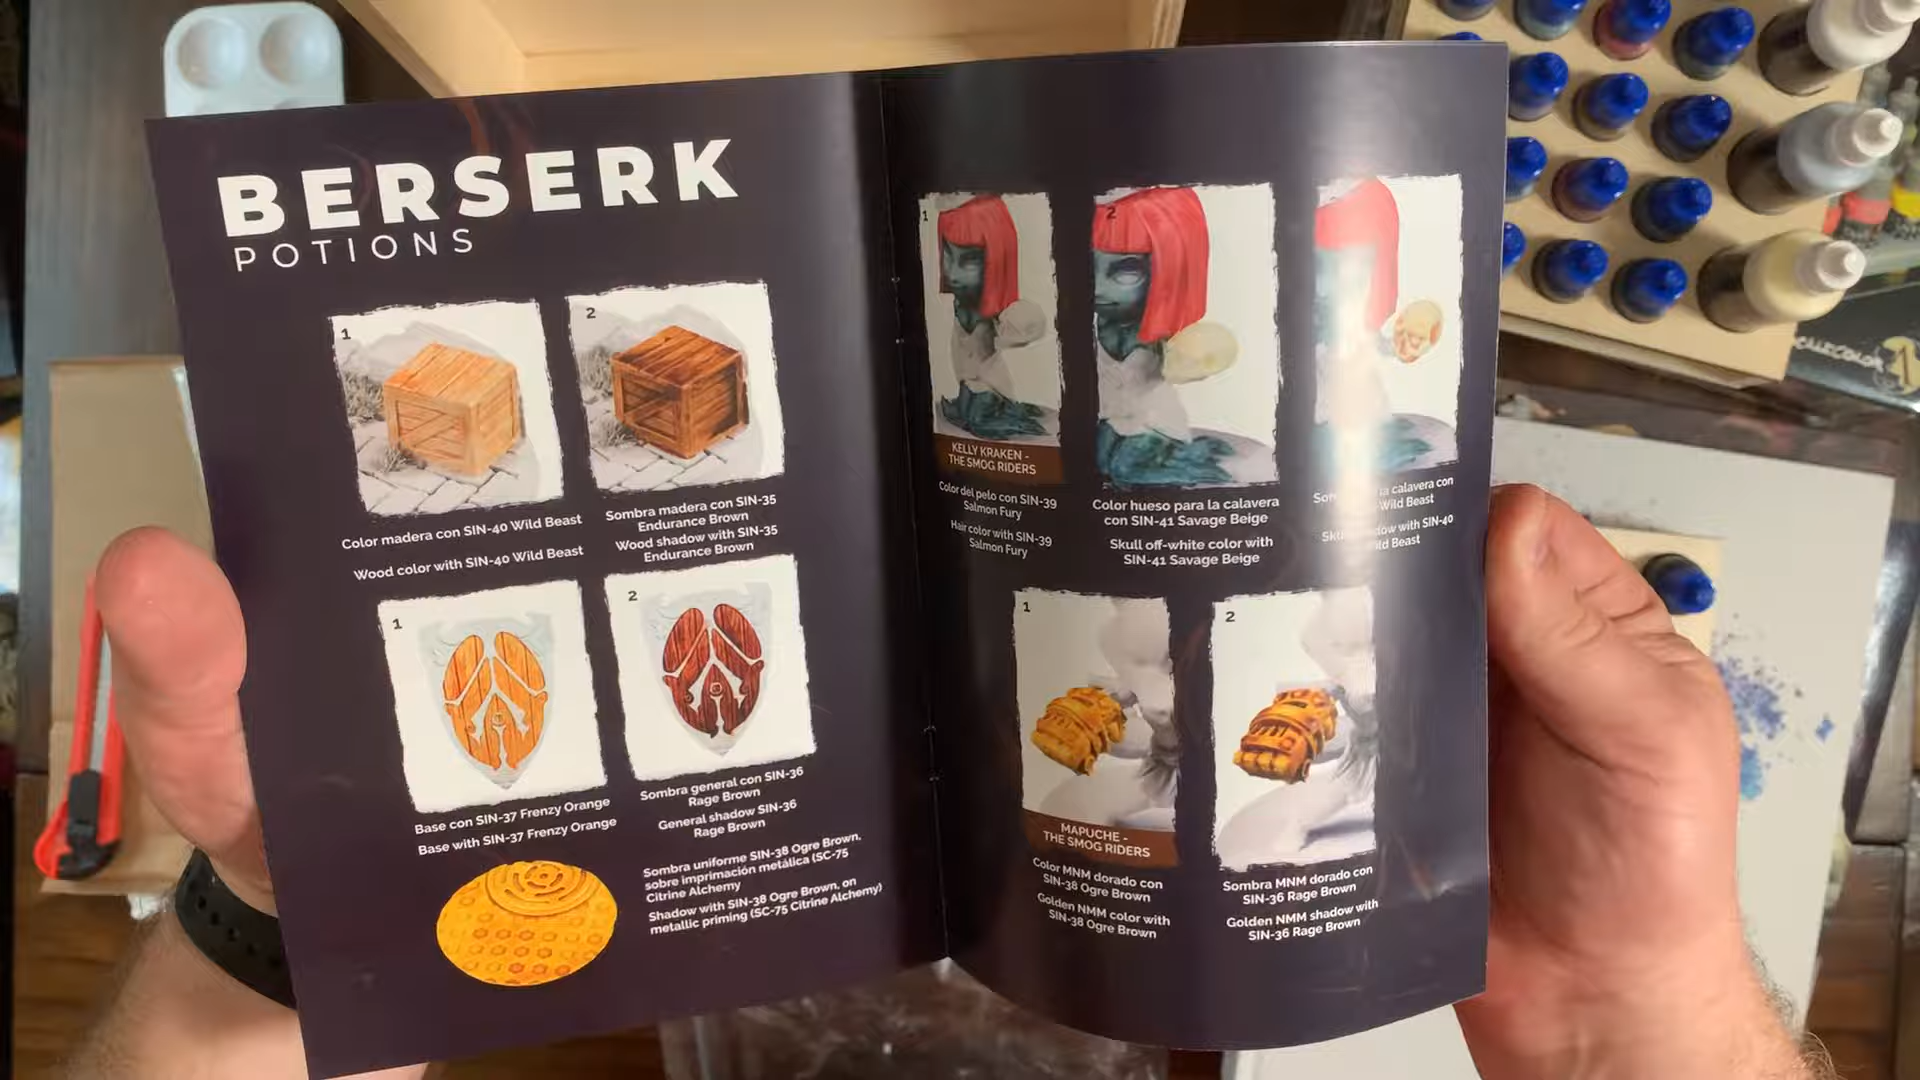 BERSERK
POTIONS
1
2
Color madera con SIN-40 Wild Beast
Wood color with SIN-40 Wild Beast
Sombra madera con SIN-35
Endurance Brown
Wood shadow with SIN-35
Endurance Brown
1
2
Base con SIN-37 Frenzy Orange
Base with SIN-37 Frenzy Orange
Sombra general con SIN-36
Rage Brown
General shadow SIN-36
Rage Brown
Sombra uniforme SIN-38 Ogre Brown,
sobre imprimación metálica (SC-75
Citrine Alchemy
Shadow with SIN-38 Ogre Brown, on
metallic priming (SC-75 Citrine Alchemy)
1
2
KELLY KRAKEN -
THE SMOG RIDERS
Color del pelo con SIN-39
Salmon Fury
Hair color with SIN-39
Salmon Fury
Color hueso para la calavera
con SIN-41 Savage Beige
Skull off-white color with
SIN-41 Savage Beige
la calavera con
Wild Beast
with SIN-40
1
2
MAPUCHE -
THE SMOG RIDERS
Color MNM dorado con
SIN-38 Ogre Brown
Golden NMM color with
SIN-38 Ogre Brown
Sombra MNM dorado con
SIN-36 Rage Brown
Golden NMM shadow with
SIN-36 Rage Brown